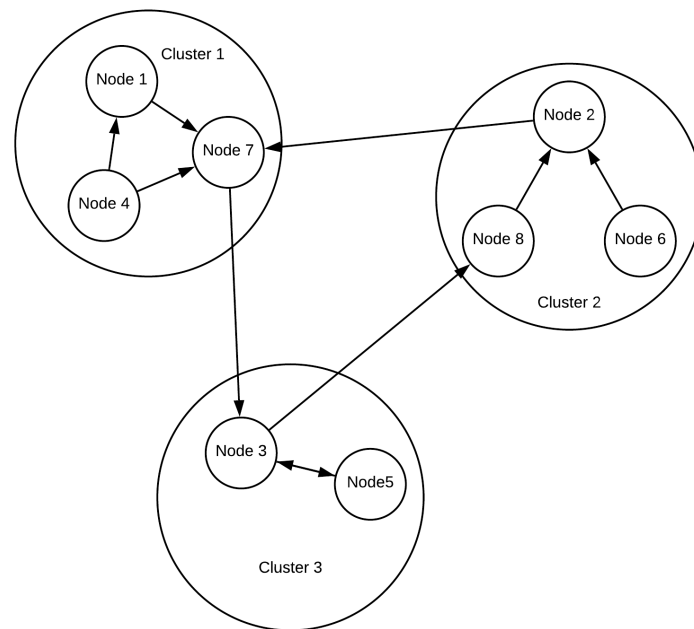 Cluster 1
Node 1
Node 7
Node 4
Node 2
Node 8
Node 6
Cluster 2
Node 3
Node5
Cluster 3